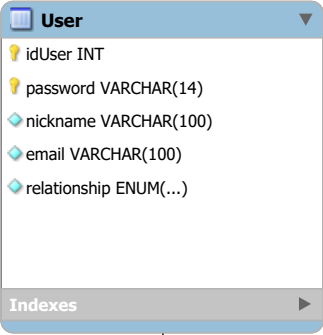 User
idUser INT
password VARCHAR(14)
nickname VARCHAR(100)
email VARCHAR(100)
relationship ENUM(...)
Indexes